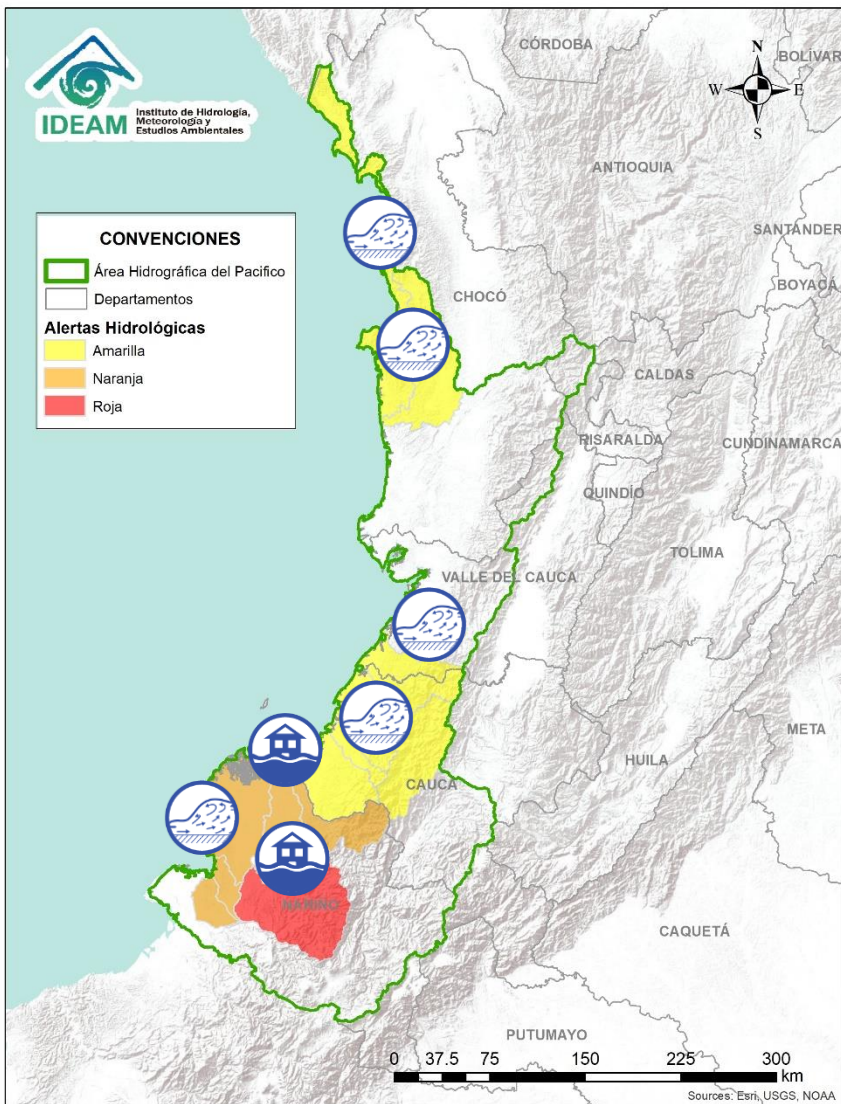 IDEAM
Instituto de Hidrología,
Meteorología y
Estudios Ambientales
N
W
E
S
CÓRDOBA
BOLÍVAR
ANTIOQUIA
SANTANDER
BOYACÁ
CHOCÓ
CALDAS
RISARALDA
CUNDINAMARCA
QUINDÍO
TOLIMA
VALLE DEL CAUCA
META
HUILA
CAUCA
NARIÑO
CAQUETÁ
PUTUMAYO
CONVENCIONES
Área Hidrográfica del Pacifico
Departamentos
Alertas Hidrológicas
Amarilla
Naranja
Roja
0 37.5 75 150 225 300
km
Sources: Esri, USGS, NOAA